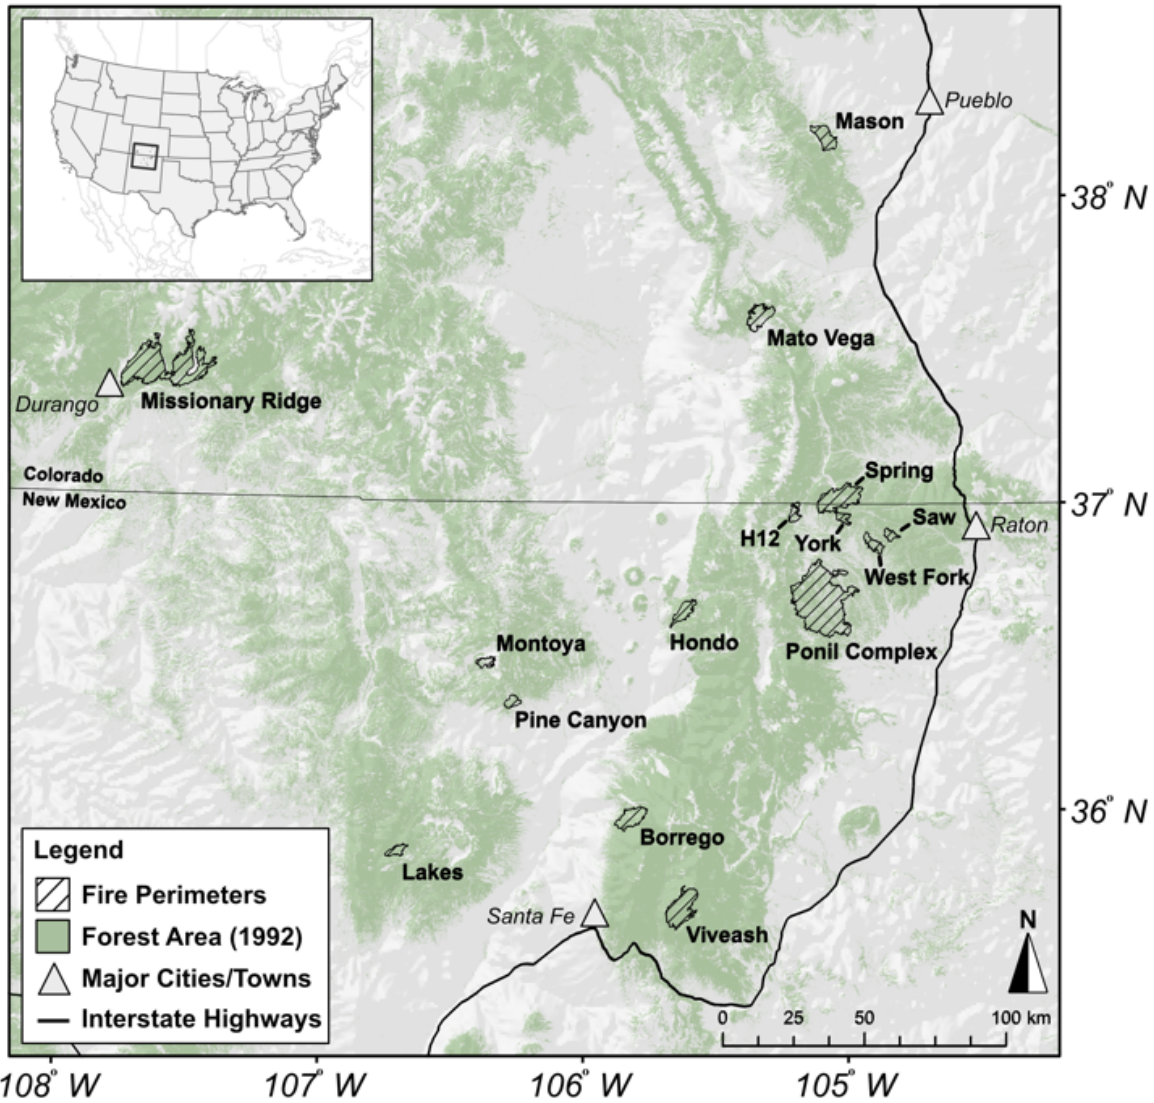 Pueblo
Mason
38° N
Mato Vega
Durango
Missionary Ridge
Colorado
New Mexico
Spring
37° N
Saw
Raton
H12
York
West Fork
Hondo
Ponil Complex
Montoya
Pine Canyon
36° N
Borrego
Lakes
Santa Fe
Viveash
Legend
Fire Perimeters
Forest Area (1992)
Major Cities/Towns
Interstate Highways
N
0 25 50 100 km
108° W 107° W 106° W 105° W